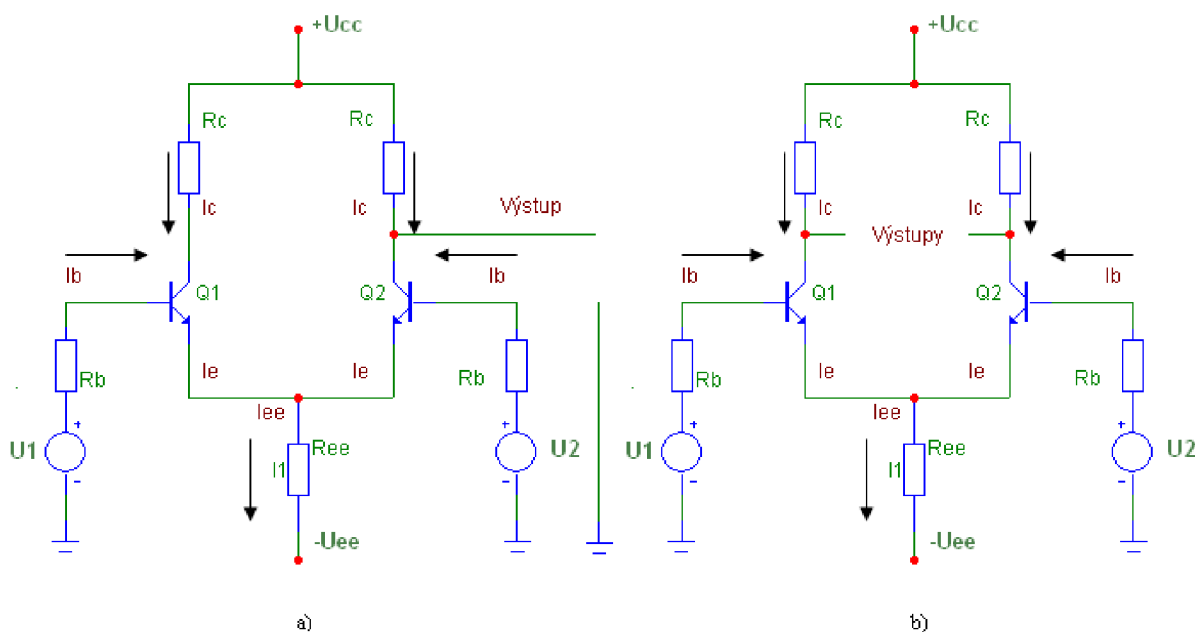 +Ucc
Rc Rc
Ic Ic
Výstup
Ib Ib
Q1 Q2
Ie Ie
Rb Rb
Iee
U1 + - Ree + - U2
I1
-Uee
a)
+Ucc
Rc Rc
Ic Ic
Výstupy
Ib Ib
Q1 Q2
Ie Ie
Rb Rb
Iee
U1 + - Ree + - U2
I1
-Uee
b)